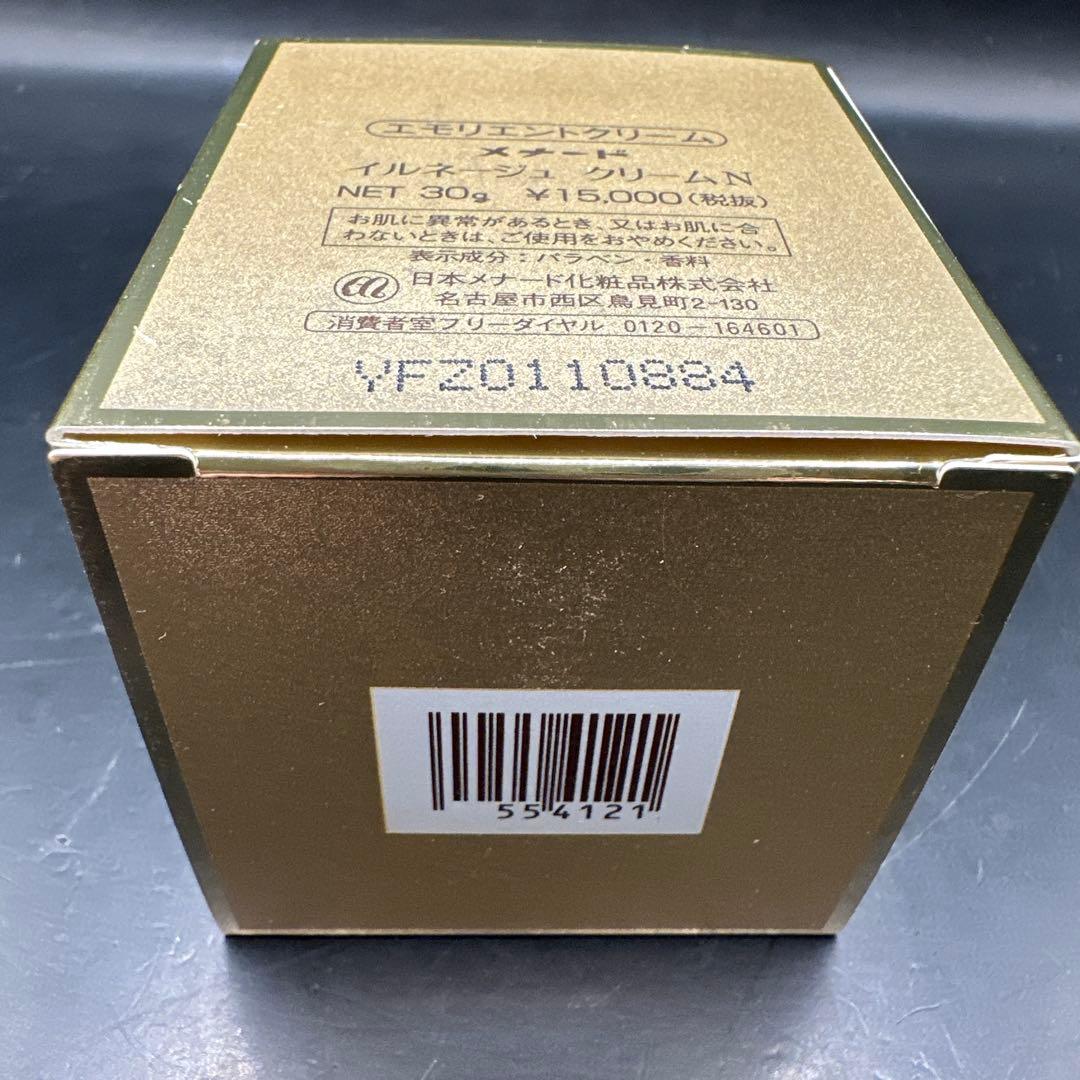 エモリエントクリーム
メナード
イルネージュ クリームN
NET 30g ¥15,000(税抜)
お肌に異常があるとき、又はお肌に合
わないときは、ご使用をおやめください。
表示成分:パラベン・香料
日本メナード化粧品株式会社
名古屋市西区鳥見町2-130
消費者室フリーダイヤル 0120-164601
YFZ0110884
554121